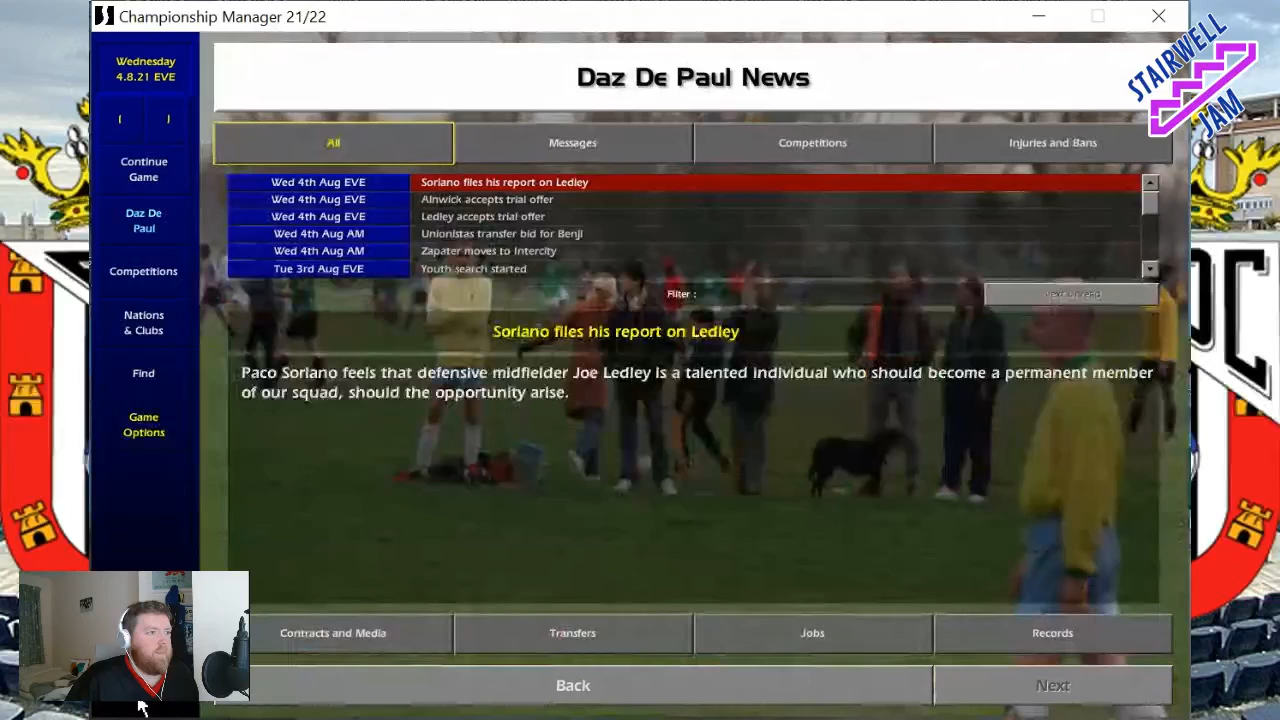 Championship Manager 21/22
STAIRWELL
JAM
Wednesday
4.8.21 EVE
Continue
Game
Daz De
Paul
Competitions
Nations
& Clubs
Find
Game
Options
Daz De Paul News
All
Messages
Competitions
Injuries and Bans
Wed 4th Aug EVE Soriano files his report on Ledley
Wed 4th Aug EVE Alnwick accepts trial offer
Wed 4th Aug EVE Ledley accepts trial offer
Wed 4th Aug AM Unionistas transfer bid for Benji
Wed 4th Aug AM Zapater moves to Intercity
Tue 3rd Aug EVE Youth search started
Filter :
Next Unread
Soriano files his report on Ledley
Paco Soriano feels that defensive midfielder Joe Ledley is a talented individual who should become a permanent member
of our squad, should the opportunity arise.
Contracts and Media
Transfers
Jobs
Records
Back
Next